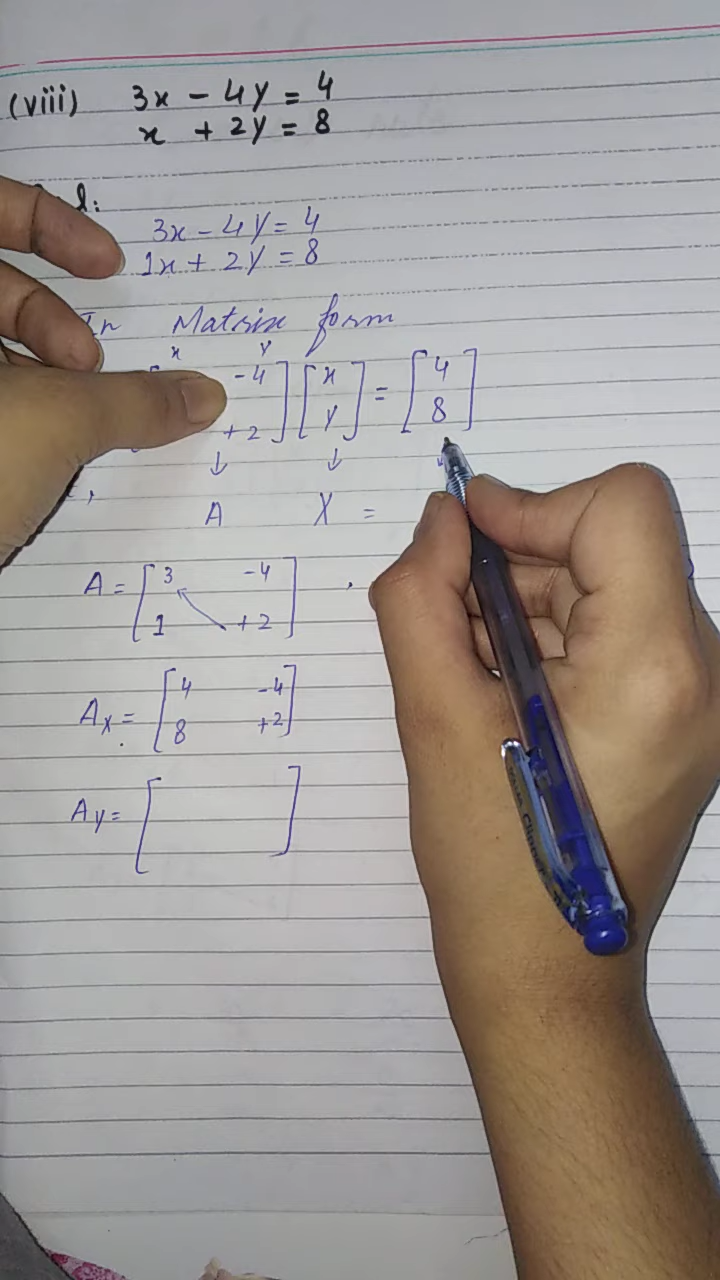 (viii) 3x - 4y = 4
x + 2y = 8
3x - 4y = 4
1x + 2y = 8
In Matrix form
x y
-4 x = 4
+2 y 8
↓ ↓
A X =
A = [3 -4
1 +2] ,
Ax = [4 -4
8 +2]
Ay = [ ]